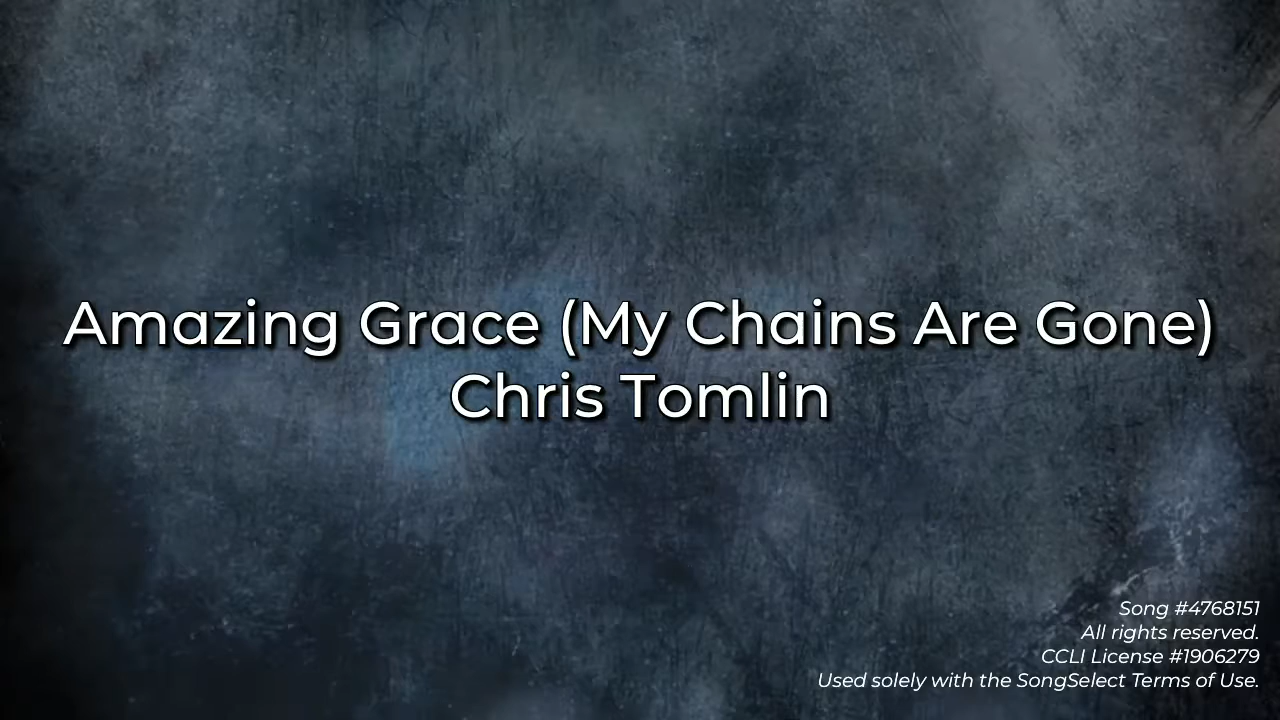 Amazing Grace (My Chains Are Gone)
Chris Tomlin
Song #4768151
All rights reserved.
CCLI License #1906279
Used solely with the SongSelect Terms of Use.